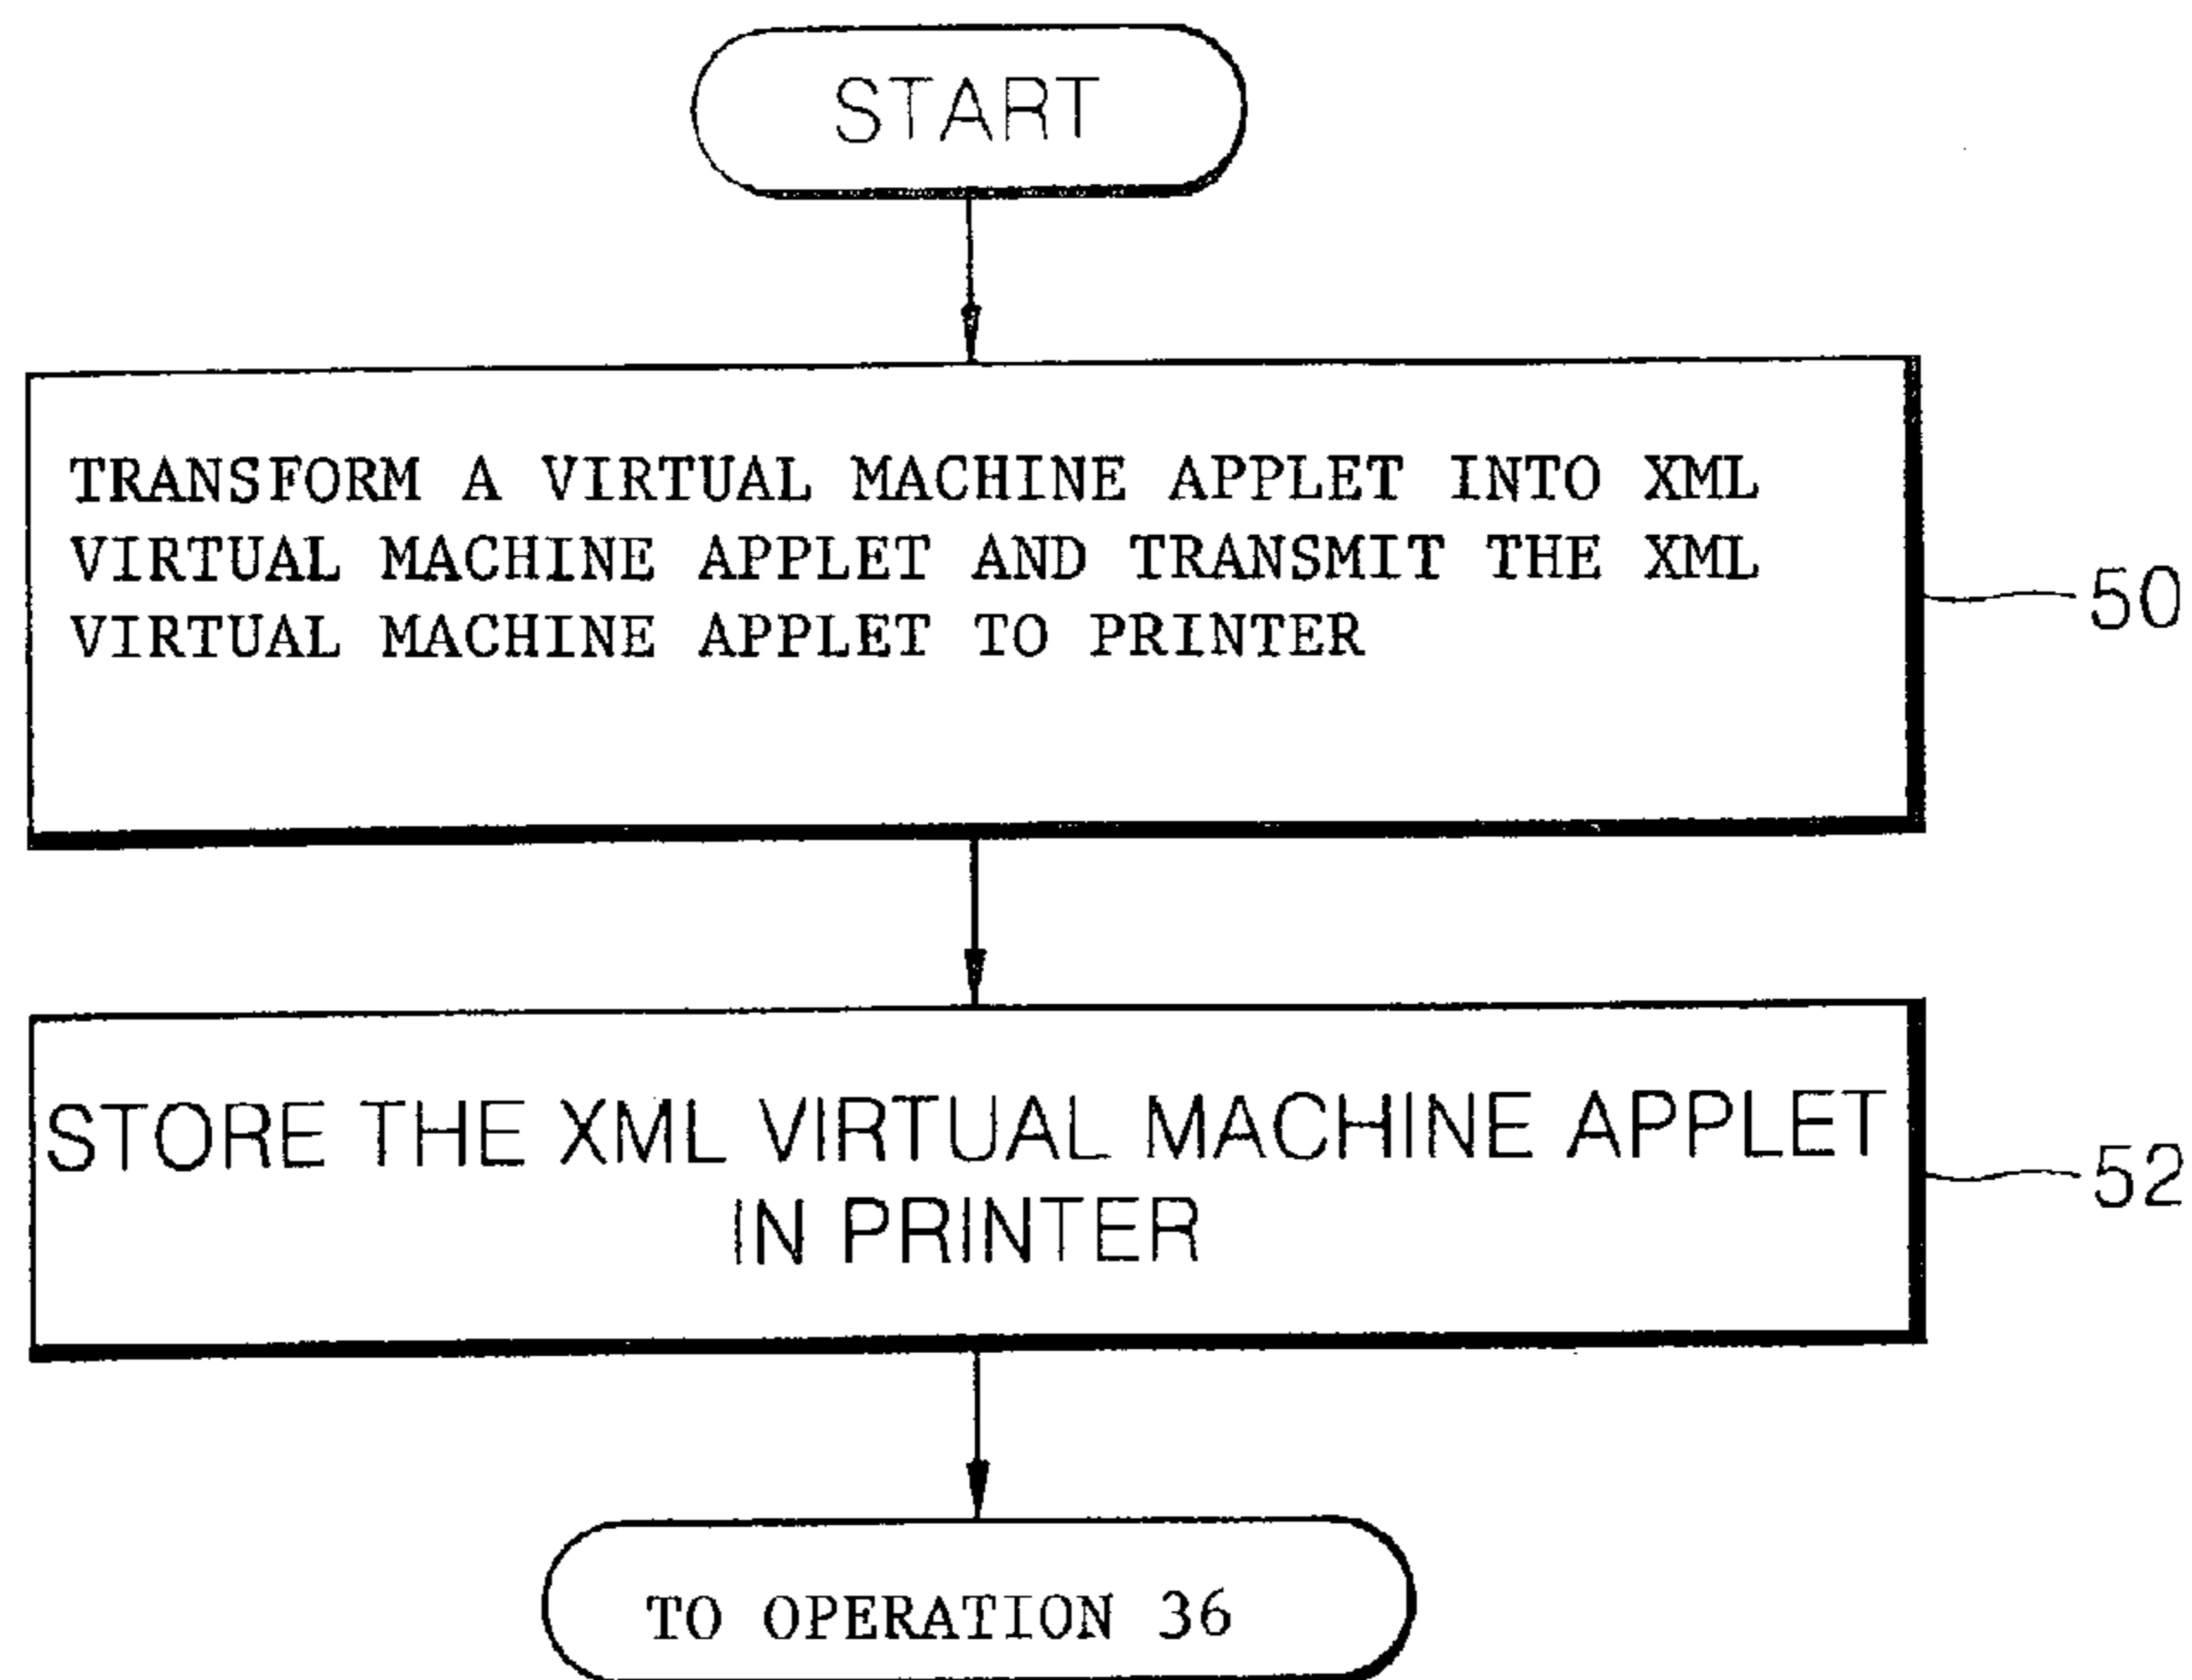 START
TRANSFORM A VIRTUAL MACHINE APPLET INTO XML
VIRTUAL MACHINE APPLET AND TRANSMIT THE XML
VIRTUAL MACHINE APPLET TO PRINTER
50
STORE THE XML VIRTUAL MACHINE APPLET
IN PRINTER
52
TO OPERATION 36